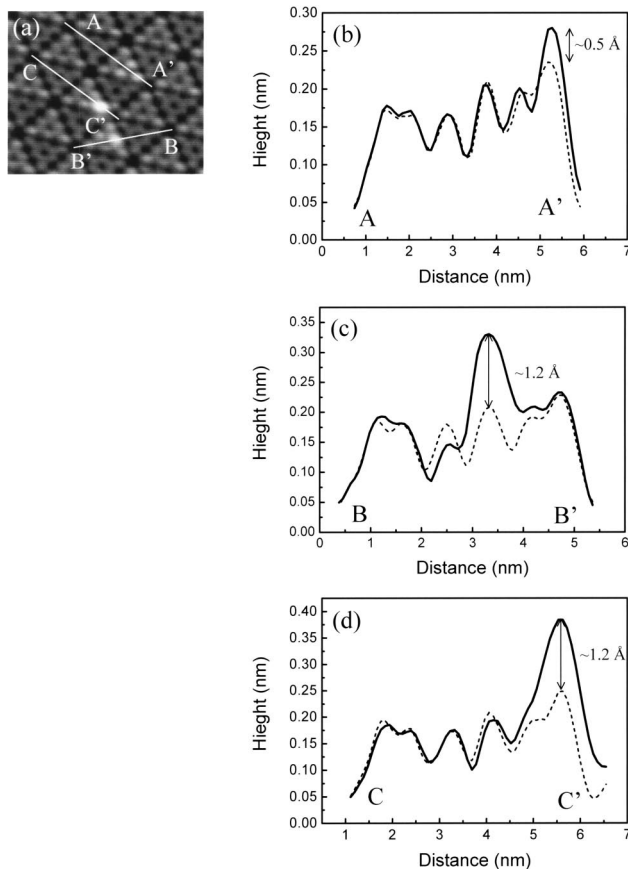 (a)
A
C
A'
C'
B'
B
(b)
0.30
0.25
0.20
0.15
0.10
0.05
0.00
Hieght (nm)
~0.5 Å
A
A'
0 1 2 3 4 5 6 7
Distance (nm)
(c)
0.35
0.30
0.25
0.20
0.15
0.10
0.05
0.00
Hieght (nm)
~1.2 Å
B
B'
0 1 2 3 4 5 6
Distance (nm)
(d)
0.40
0.35
0.30
0.25
0.20
0.15
0.10
0.05
0.00
Hieght (nm)
~1.2 Å
C
C'
1 2 3 4 5 6 7
Distance (nm)